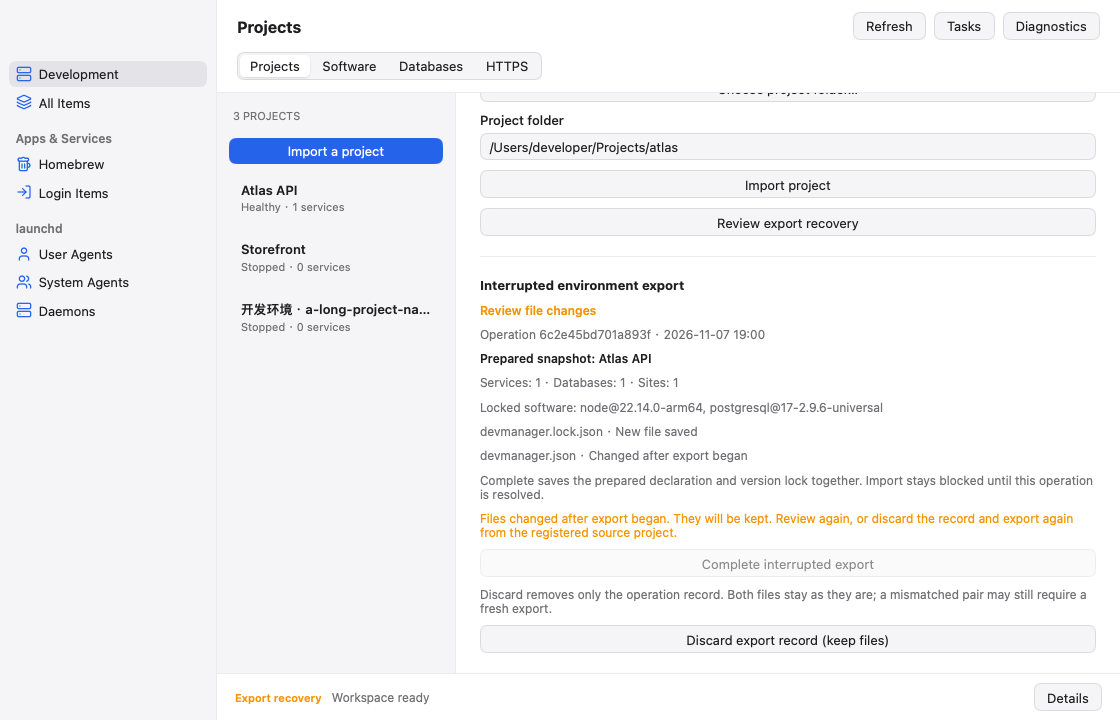 Projects
Refresh
Tasks
Diagnostics
Projects
Software
Databases
HTTPS
Development
All Items
Apps & Services
Homebrew
Login Items
launchd
User Agents
System Agents
Daemons
3 PROJECTS
Import a project
Atlas API
Healthy · 1 services
Storefront
Stopped · 0 services
开发环境 · a-long-project-na...
Stopped · 0 services
Choose project folder...
Project folder
/Users/developer/Projects/atlas
Import project
Review export recovery
Interrupted environment export
Review file changes
Operation 6c2e45bd701a893f · 2026-11-07 19:00
Prepared snapshot: Atlas API
Services: 1 · Databases: 1 · Sites: 1
Locked software: node@22.14.0-arm64, postgresql@17-2.9.6-universal
devmanager.lock.json · New file saved
devmanager.json · Changed after export began
Complete saves the prepared declaration and version lock together. Import stays blocked until this operation
is resolved.
Files changed after export began. They will be kept. Review again, or discard the record and export again
from the registered source project.
Complete interrupted export
Discard removes only the operation record. Both files stay as they are; a mismatched pair may still require a
fresh export.
Discard export record (keep files)
Export recovery
Workspace ready
Details